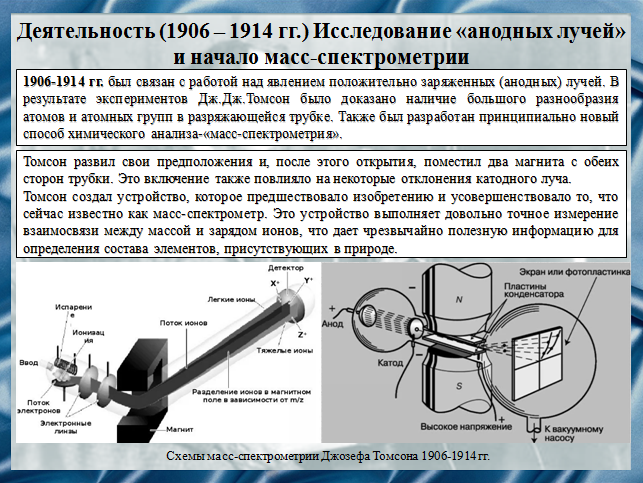 Деятельность (1906 – 1914 гг.) Исследование «анодных лучей»
и начало масс-спектрометрии
1906-1914 гг. был связан с работой над явлением положительно заряженных (анодных) лучей. В
результате экспериментов Дж.Дж.Томсон было доказано наличие большого разнообразия
атомов и атомных групп в разряжающейся трубке. Также был разработан принципиально новый
способ химического анализа-«масс-спектрометрия».
Томсон развил свои предположения и, после этого открытия, поместил два магнита с обеих
сторон трубки. Это включение также повлияло на некоторые отклонения катодного луча.
Томсон создал устройство, которое предшествовало изобретению и усовершенствовало то, что
сейчас известно как масс-спектрометр. Это устройство выполняет довольно точное измерение
взаимосвязи между массой и зарядом ионов, что дает чрезвычайно полезную информацию для
определения состава элементов, присутствующих в природе.
Детектор
X⁺
Y⁺
Легкие ионы
Z⁺
Испарени
е
Ионизац
ия
Поток ионов
Тяжелые ионы
Ввод
Разделение ионов в магнитном
поле в зависимости от m/z
Поток
электронов
Электронные
линзы
Магнит
Экран или фотопластинка
Пластины
конденсатора
N
+
Анод
–
–
+
Катод
S
Высокое напряжение
К вакуумному
насосу
Схемы масс-спектрометрии Джозефа Томсона 1906-1914 гг.